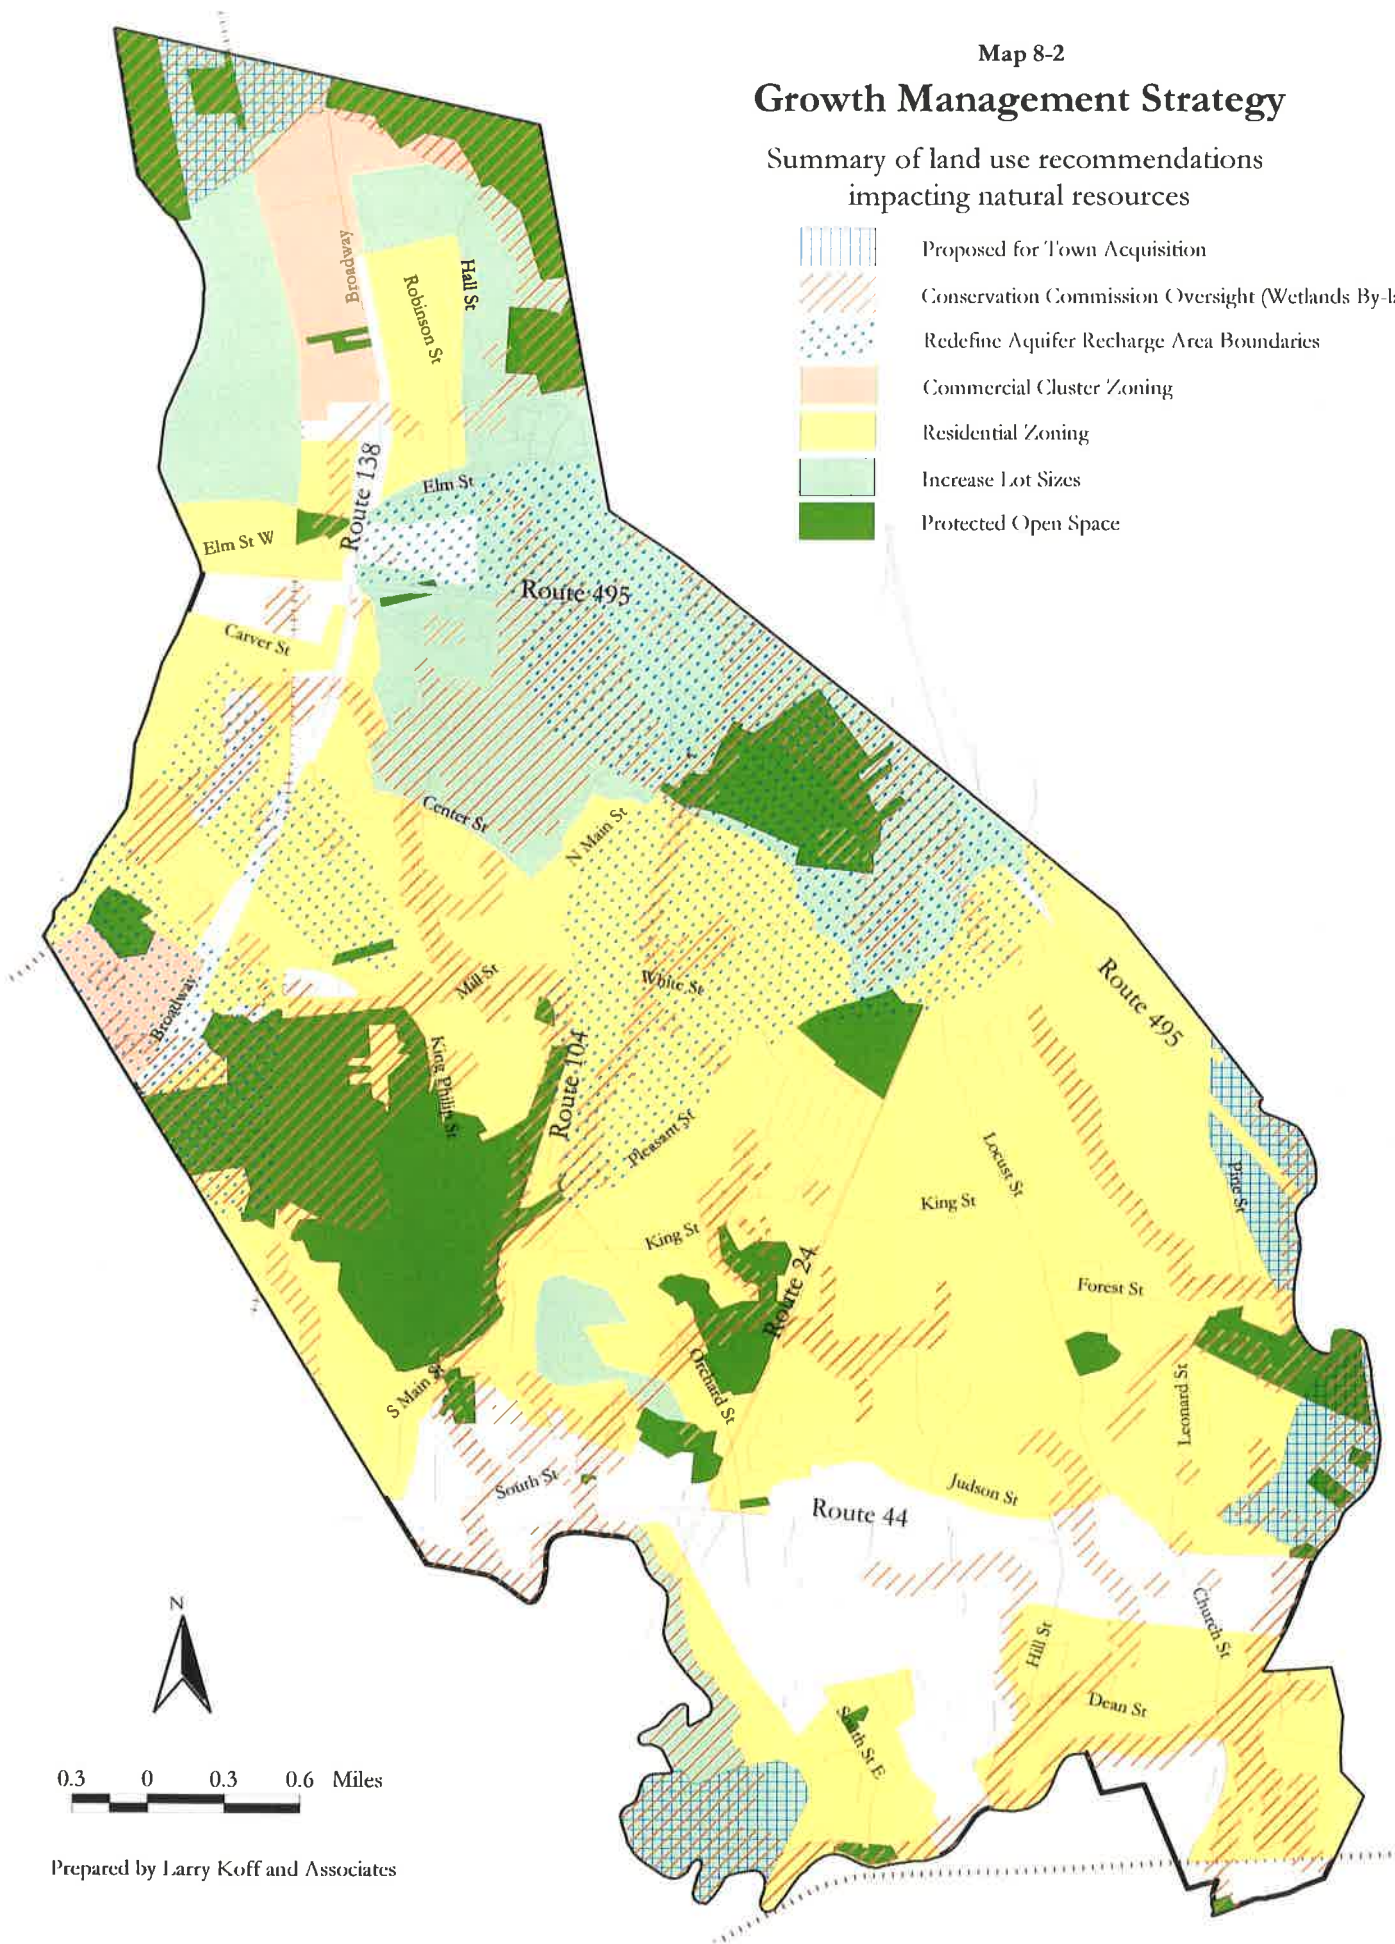 Map 8-2
Growth Management Strategy
Summary of land use recommendations
impacting natural resources
Proposed for Town Acquisition
Conservation Commission Oversight (Wetlands By-l
Redefine Aquifer Recharge Area Boundaries
Commercial Cluster Zoning
Residential Zoning
Increase Lot Sizes
Protected Open Space
Broadway
Robinson St
Hall St
Route 138
Elm St
Elm St W
Route 495
Carver St
Center St
N Main St
Mill St
White St
Broadway
King Philip St
Route 104
Pleasant St
Route 495
Locust St
Pine St
King St
King St
Route 24
Forest St
Orchard St
Leonard St
S Main St
South St
Judson St
Route 44
Church St
Hill St
Dean St
South St E
N
0.3 0 0.3 0.6 Miles
Prepared by Larry Koff and Associates